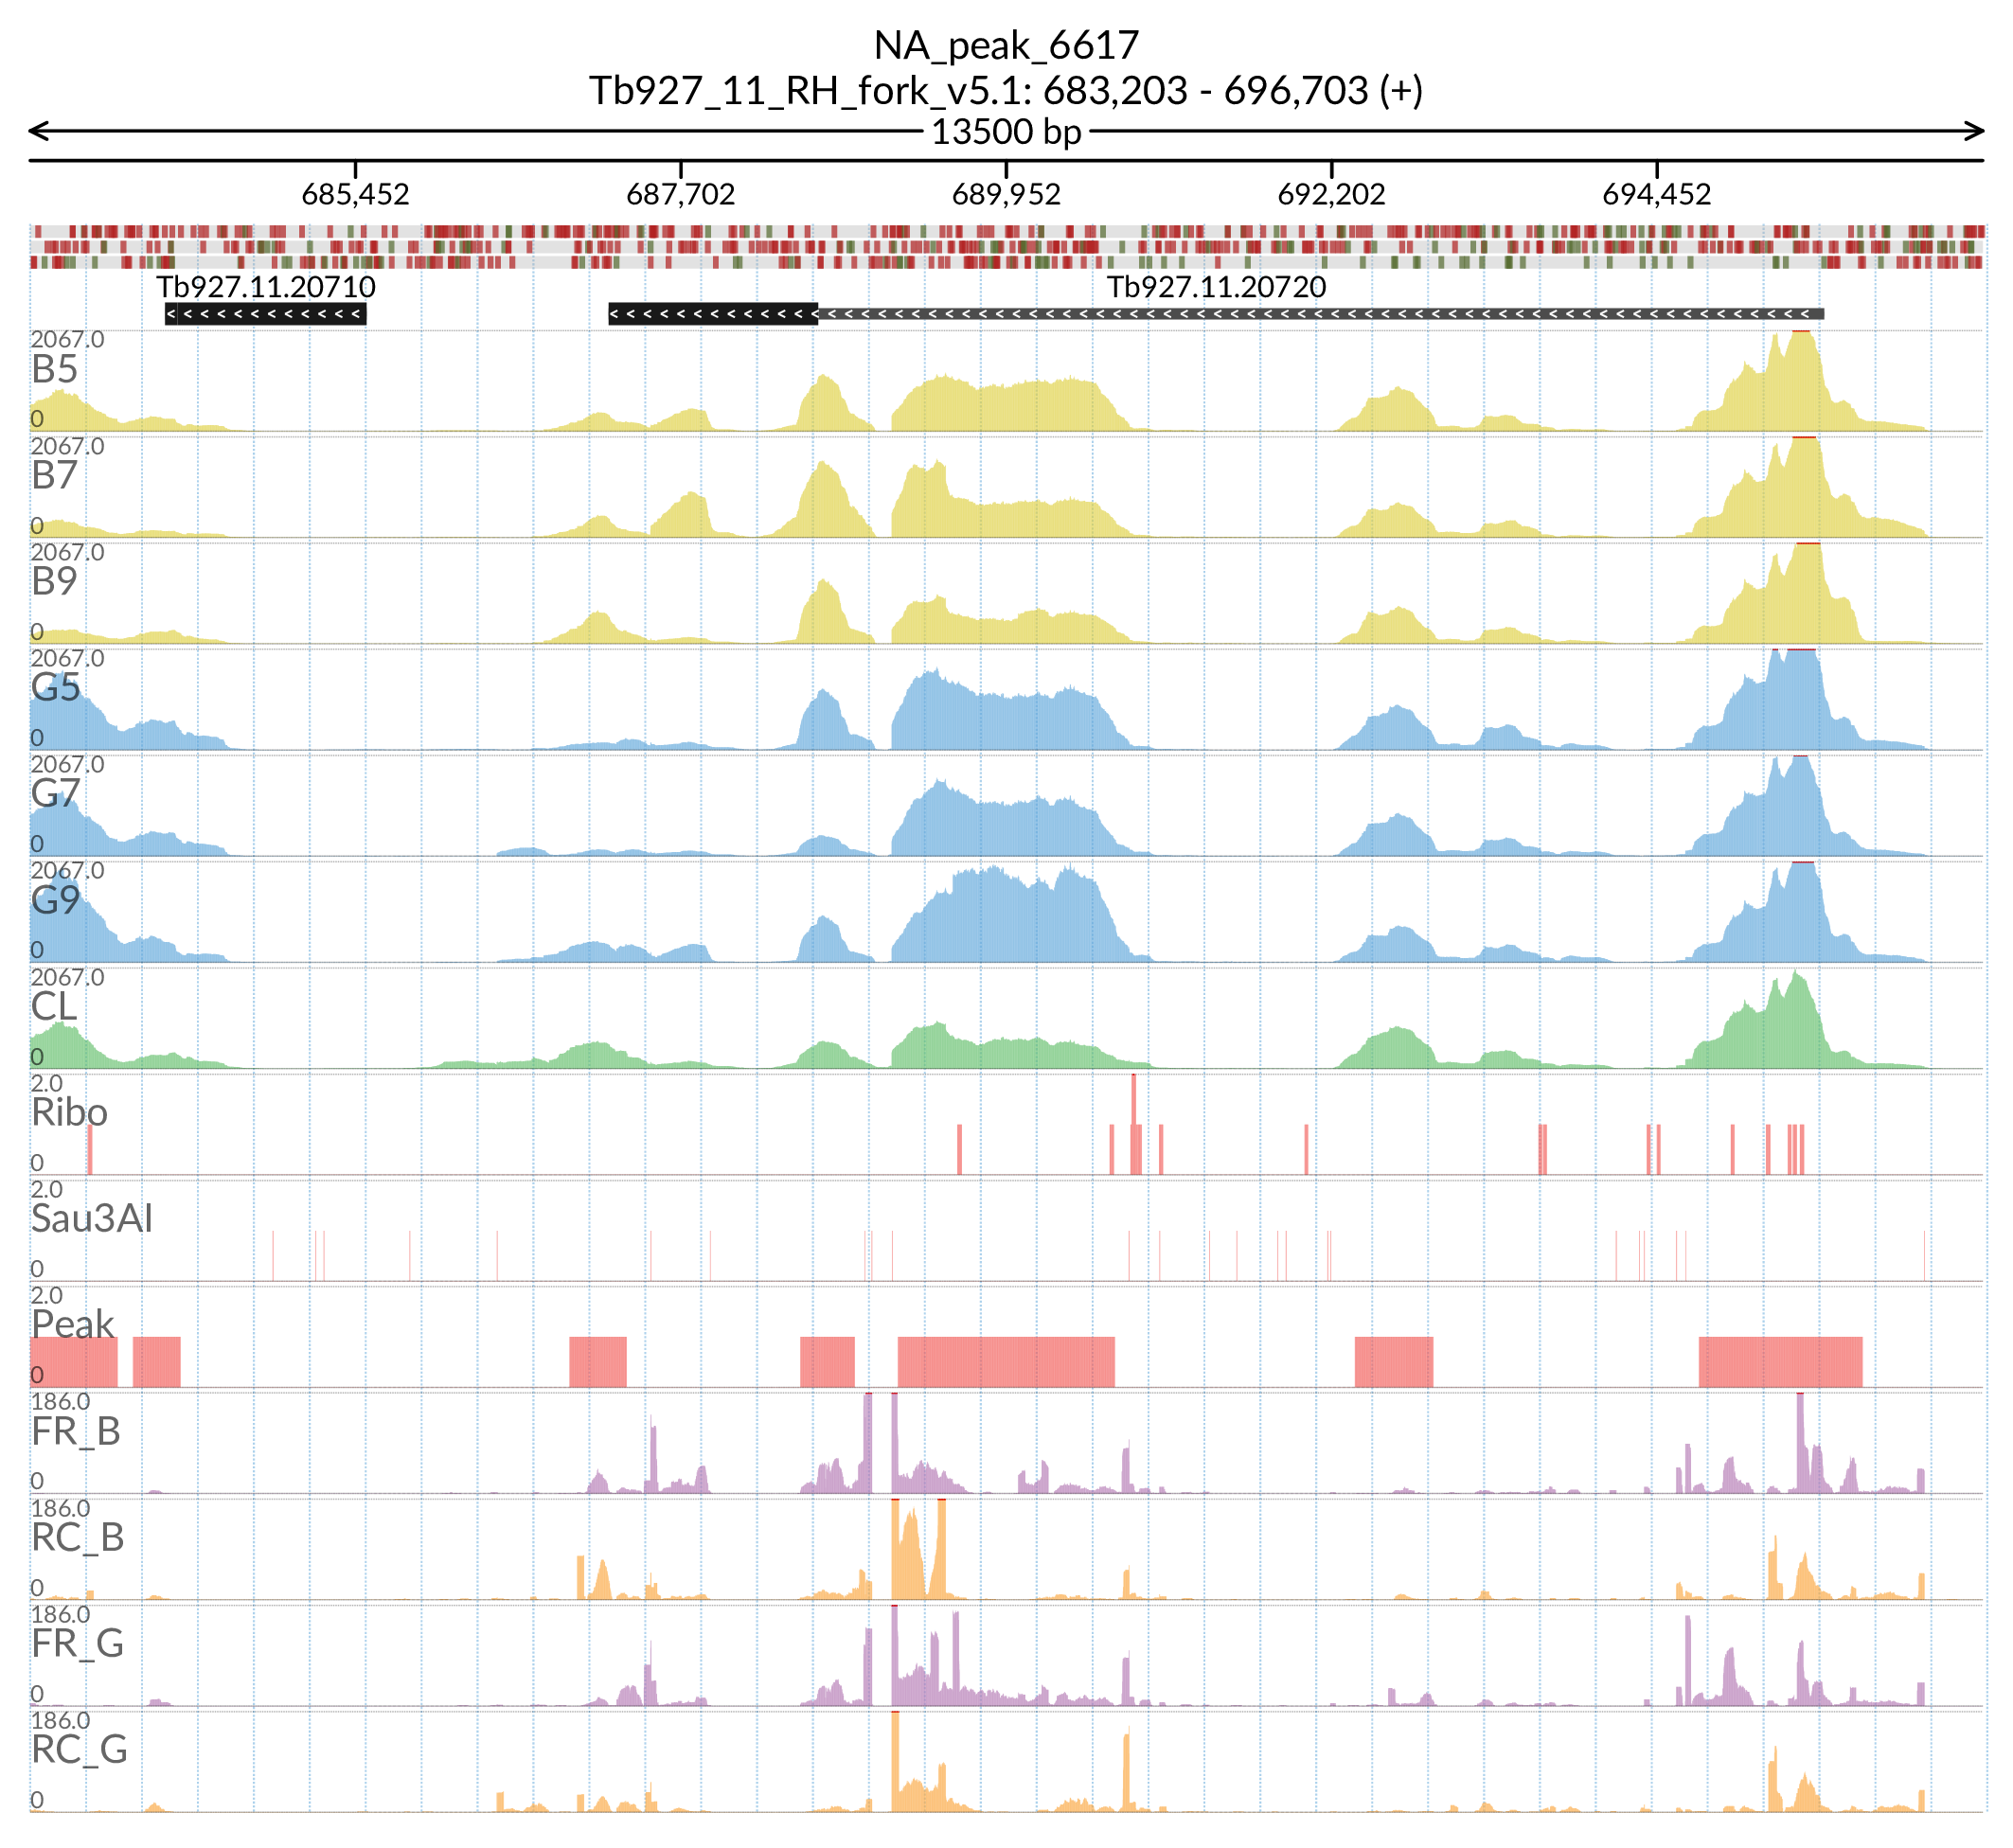 NA_peak_6617
Tb927_11_RH_fork_v5.1: 683,203 - 696,703 (+)
13500 bp
685,452 687,702 689,952 692,202 694,452
Tb927.11.20710 Tb927.11.20720
2067.0
B5
0
2067.0
B7
0
2067.0
B9
0
2067.0
G5
0
2067.0
G7
0
2067.0
G9
0
2067.0
CL
0
2.0
Ribo
0
2.0
Sau3AI
0
2.0
Peak
0
186.0
FR_B
0
186.0
RC_B
0
186.0
FR_G
0
186.0
RC_G
0